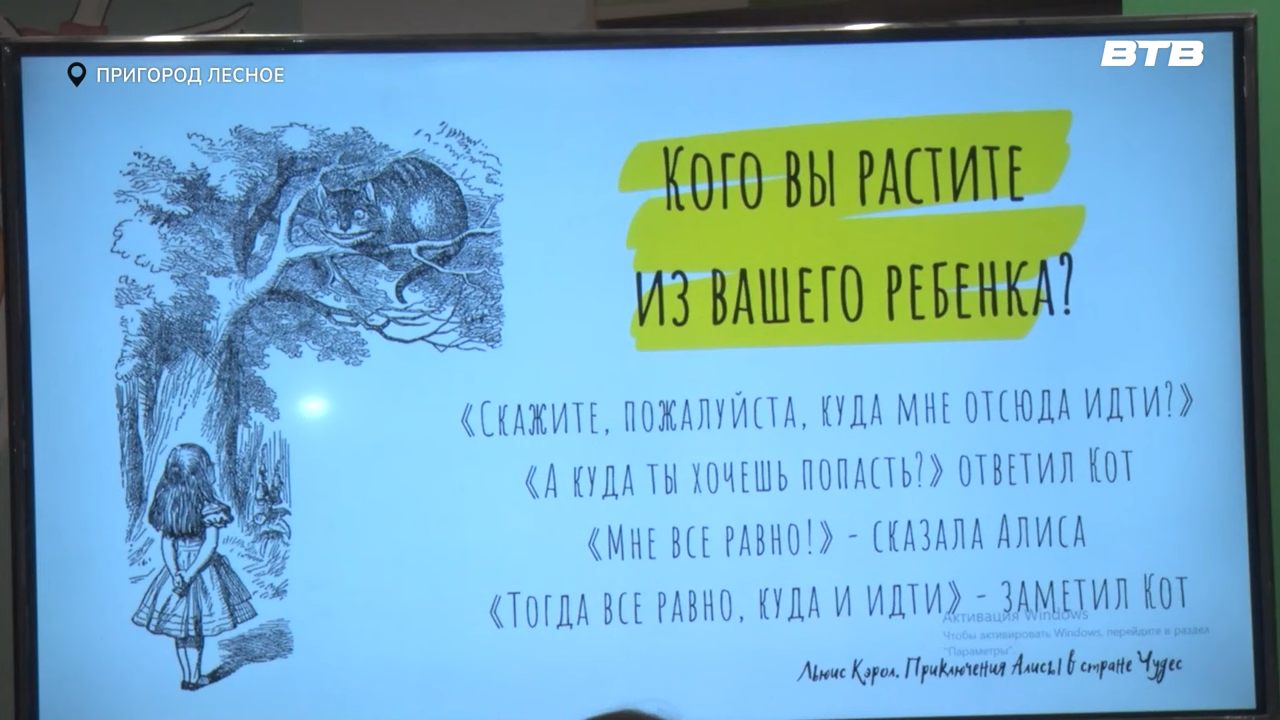 ПРИГОРОД ЛЕСНОЕ
ВТВ
Кого вы растите
из вашего ребенка?
«Скажите, пожалуйста, куда мне отсюда идти?»
«А куда ты хочешь попасть?» ответил Кот
«Мне все равно!» - сказала Алиса
«Тогда все равно, куда и идти» - заметил Кот
Активация Windows
Чтобы активировать Windows, перейдите в раздел
"Параметры".
Льюис Кэрол. Приключения Алисы в стране Чудес